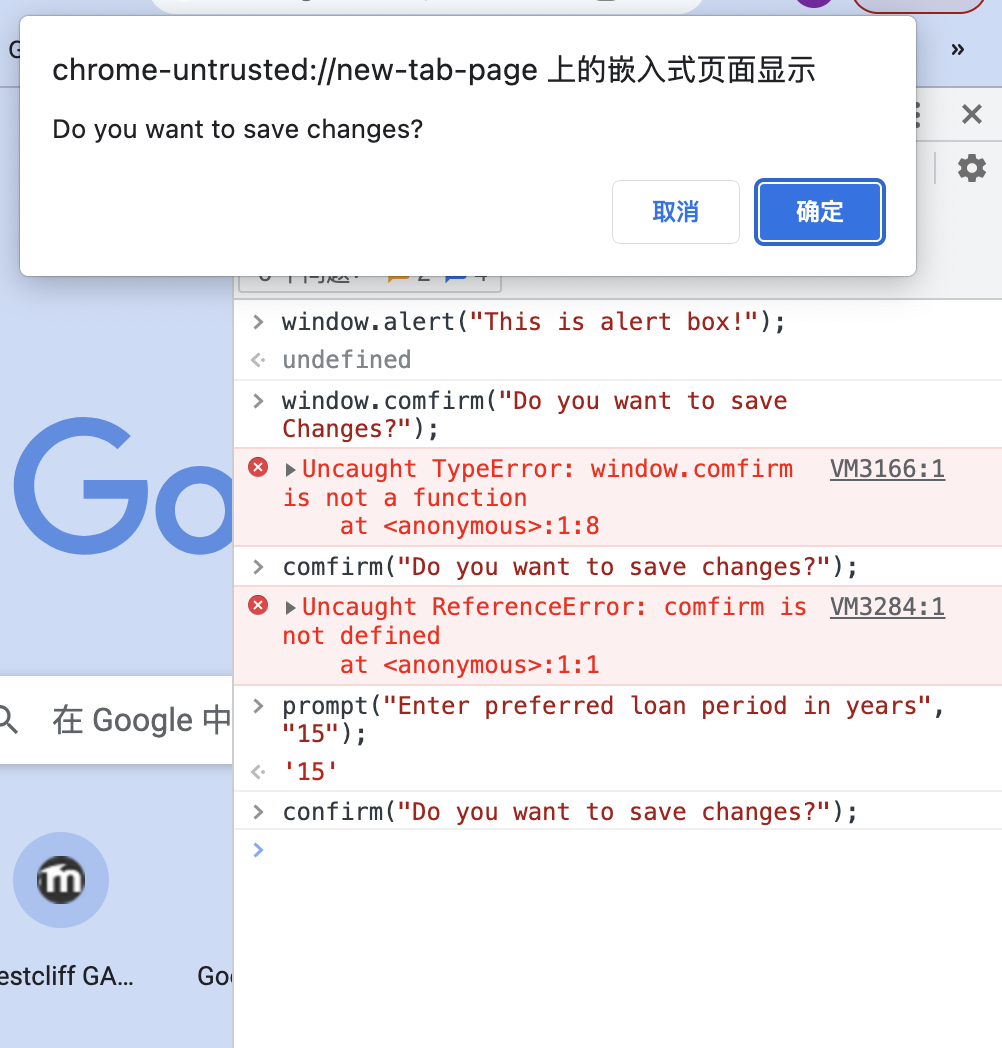 G
»
chrome-untrusted://new-tab-page 上的嵌入式页面显示
Do you want to save changes?
取消
确定
> window.alert("This is alert box!");
undefined
> window.comfirm("Do you want to save
Changes?");
Uncaught TypeError: window.comfirm VM3166:1
is not a function
at <anonymous>:1:8
> comfirm("Do you want to save changes?");
Uncaught ReferenceError: comfirm is VM3284:1
not defined
at <anonymous>:1:1
> prompt("Enter preferred loan period in years",
"15");
'15'
> confirm("Do you want to save changes?");
>
Go
在 Google 中
m
estcliff GA...
Goo